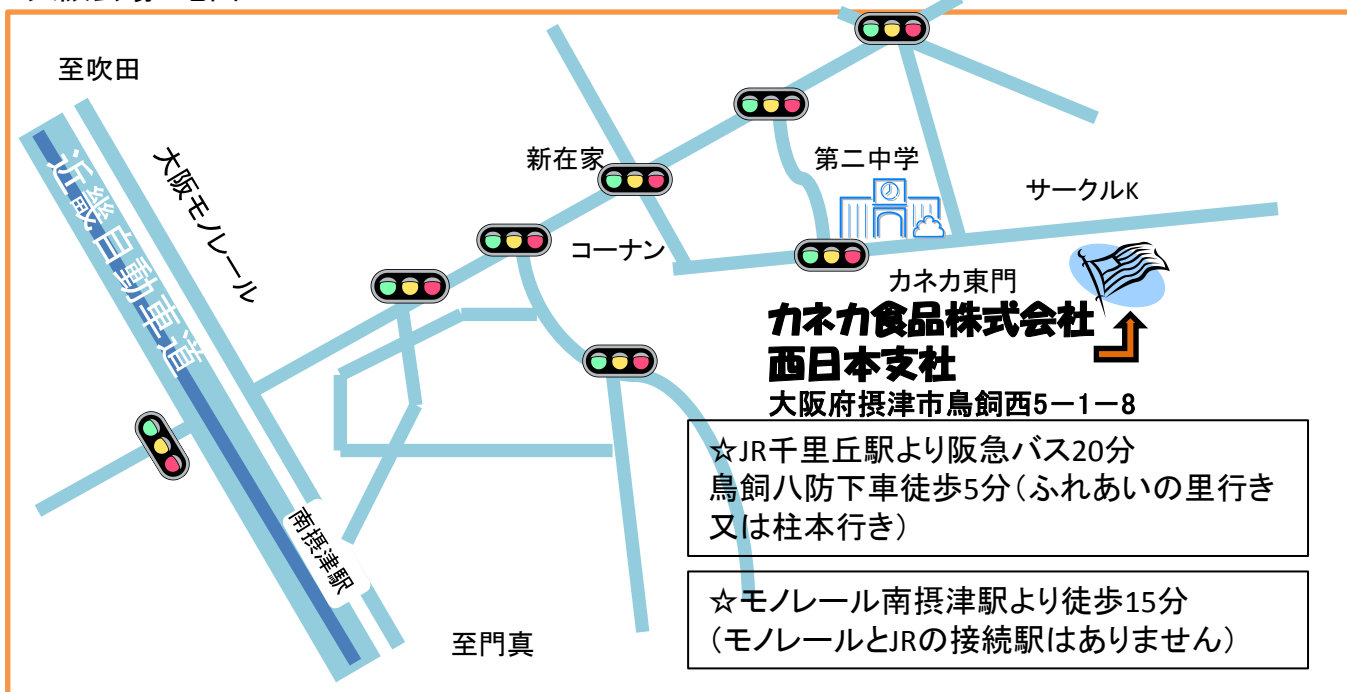 至吹田
大阪モノレール
近畿自動車道
新在家
第二中学
サークルK
コーナン
カネカ東門
カネカ食品株式会社
西日本支社
大阪府摂津市鳥飼西5－1－8
☆JR千里丘駅より阪急バス20分
鳥飼八防下車徒歩5分（ふれあいの里行き
又は柱本行き）
南摂津駅
☆モノレール南摂津駅より徒歩15分
（モノレールとJRの接続駅はありません）
至門真